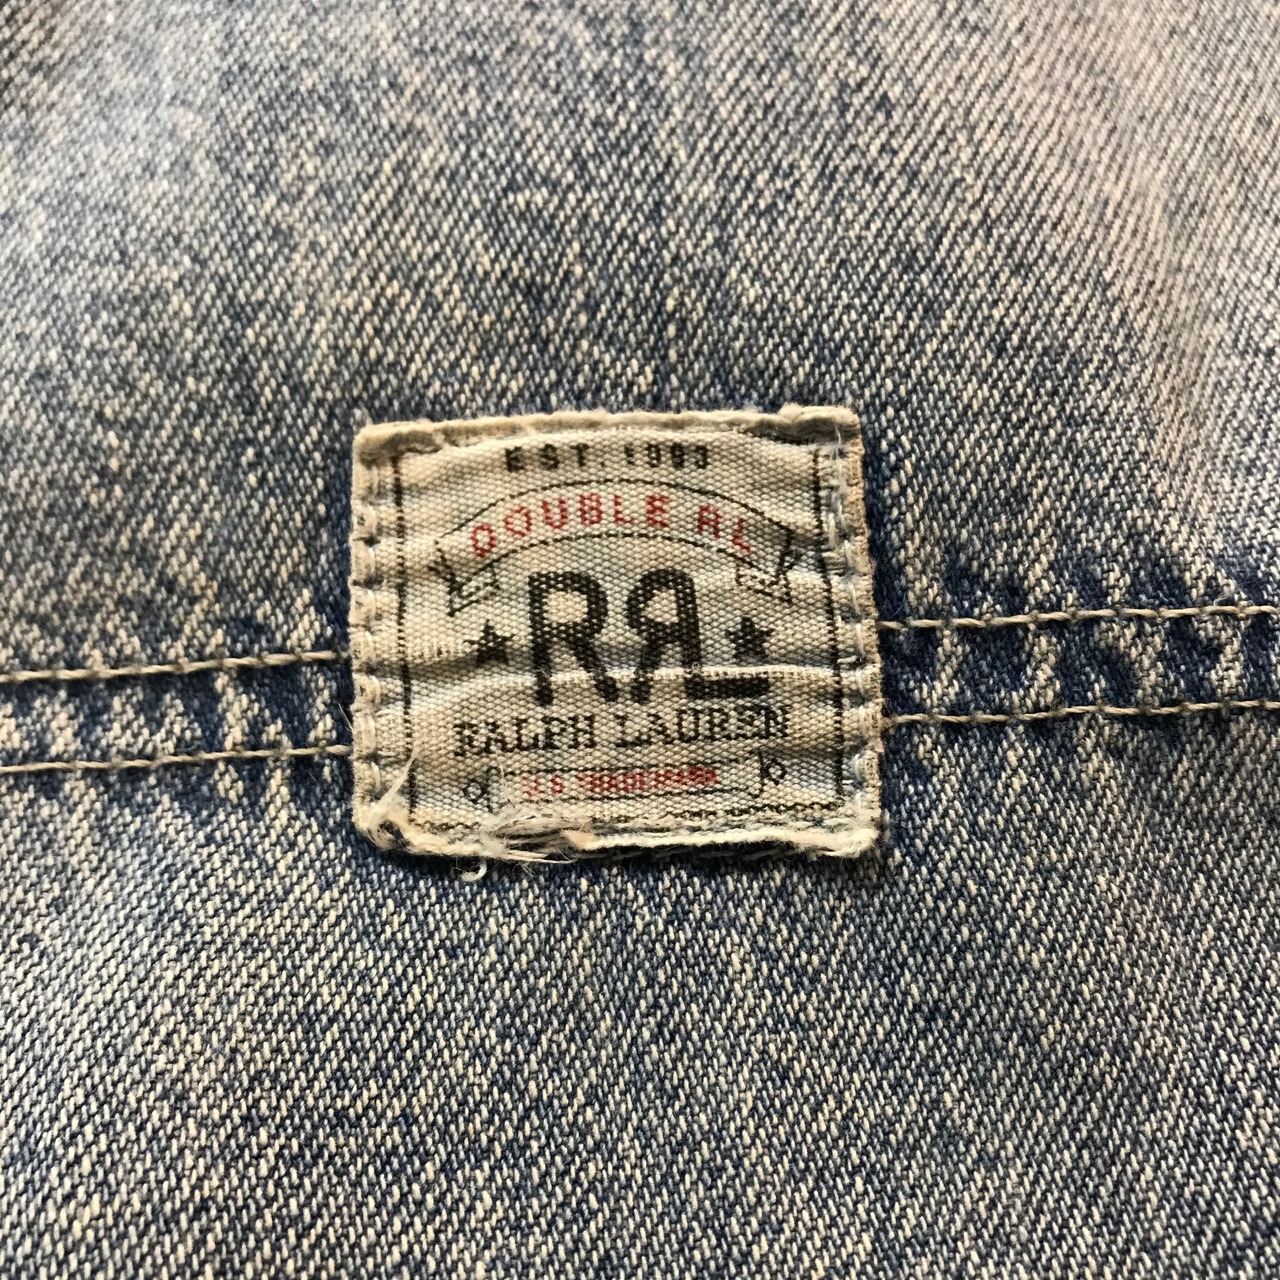 EST. 1993
DOUBLE RL
RRL
RALPH LAUREN
U S TRADEMARK